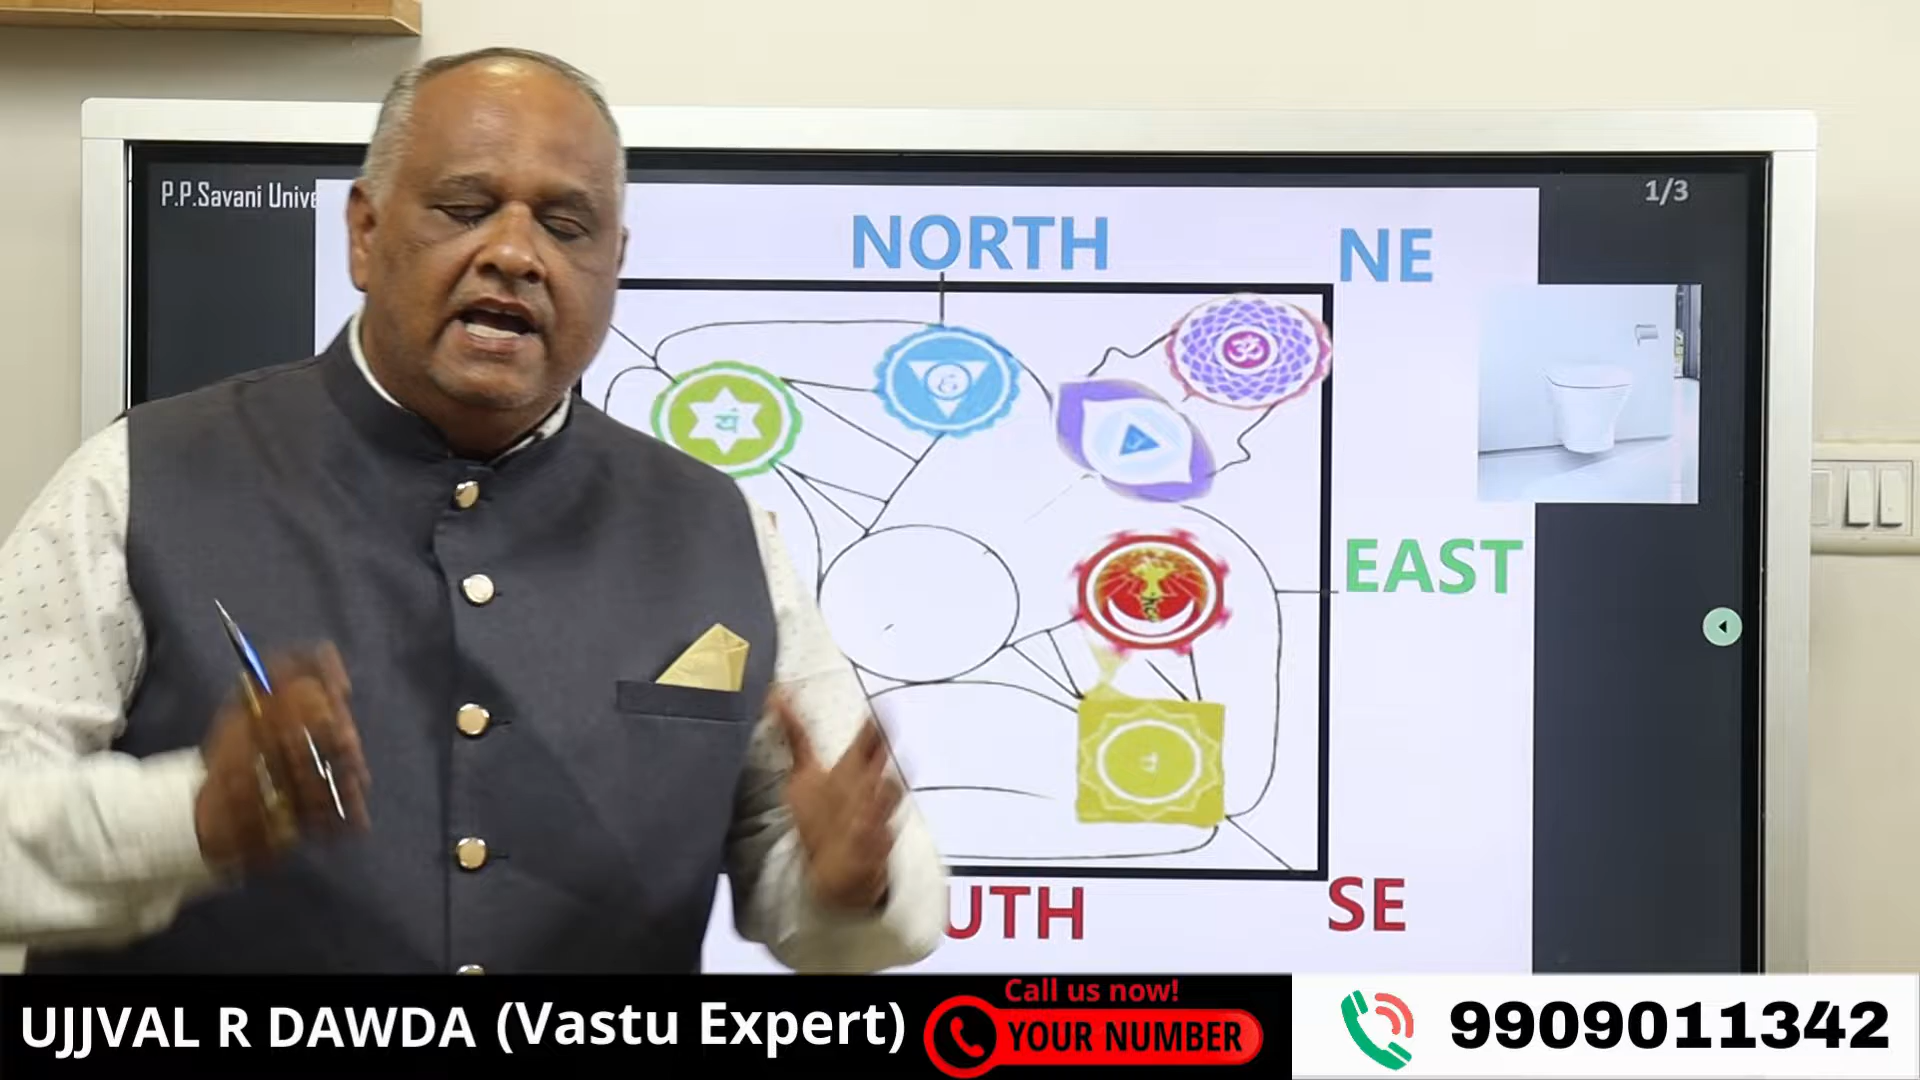 P.P.Savani Unive
1/3
NORTH
NE
ॐ
यं
EAST
UTH
SE
UJJVAL R DAWDA (Vastu Expert)
Call us now!
YOUR NUMBER
9909011342